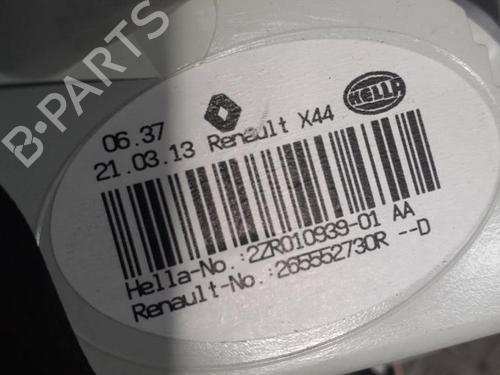 B-PARTS
06.37
21.03.13 Renault X44
HELLA
Hella-No.:2ZR010939-01 AA
Renault-No.:265552730R --D